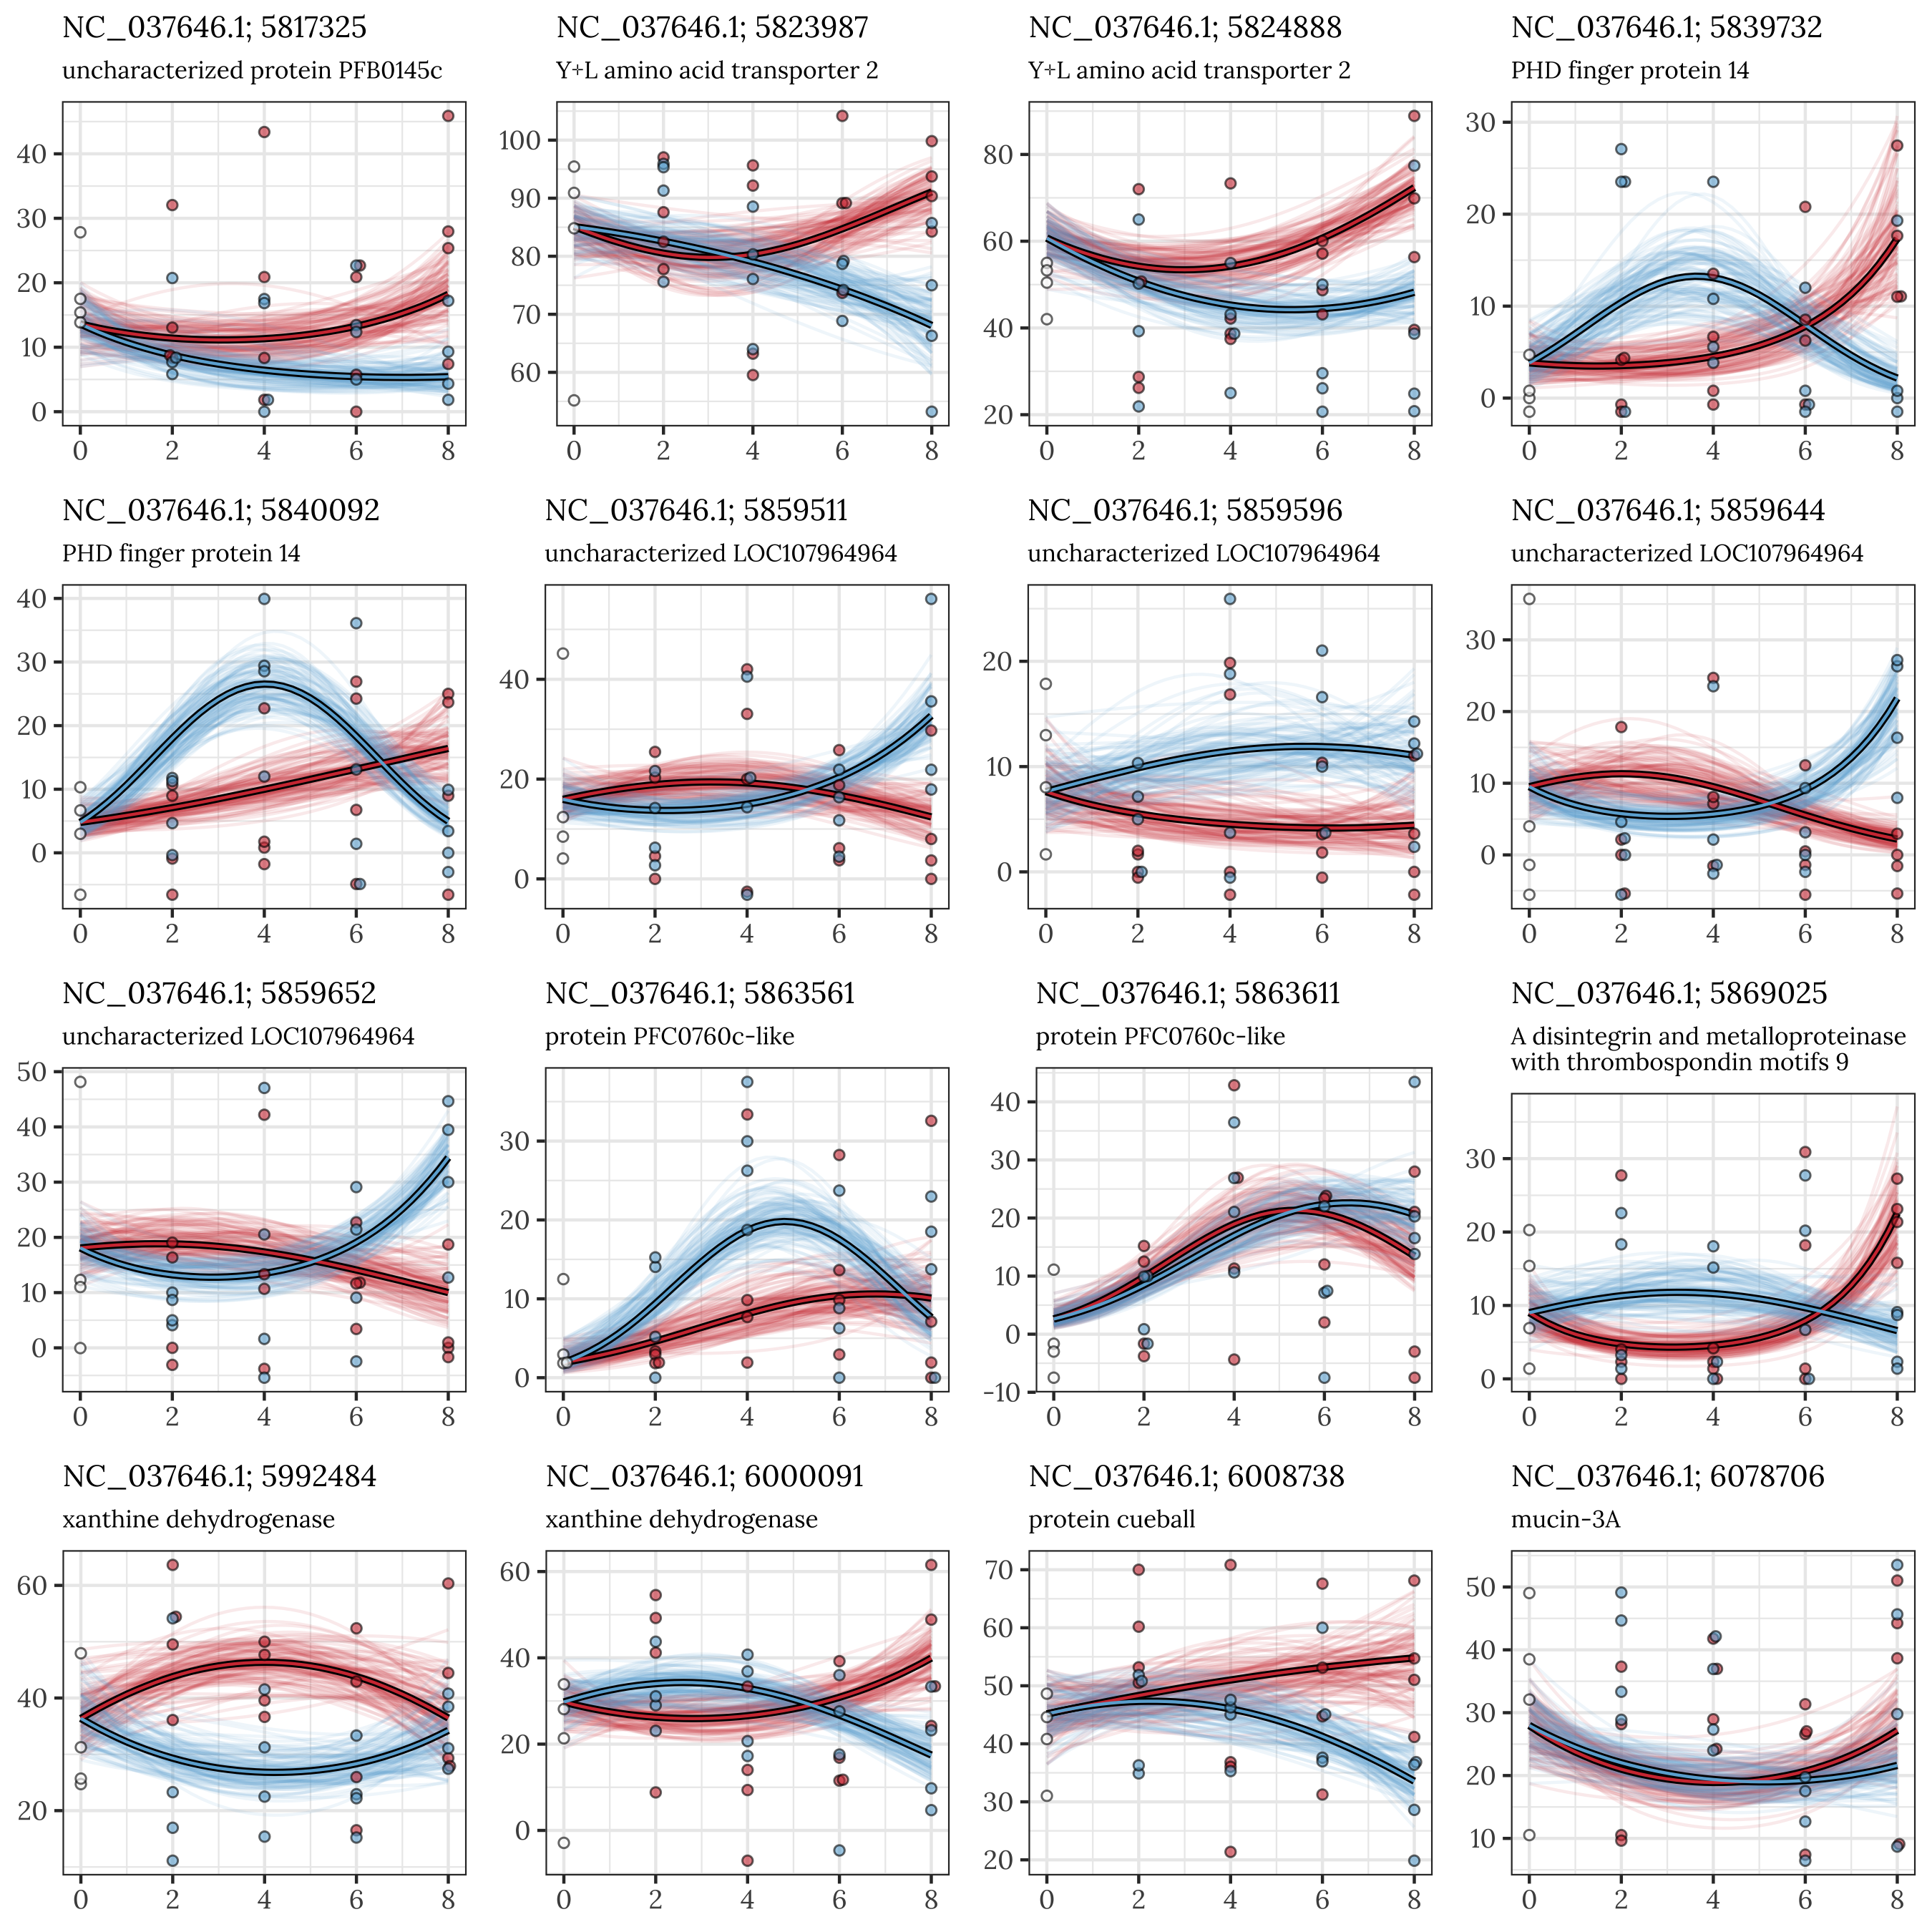 NC_037646.1; 5817325
uncharacterized protein PFB0145c
40
30
20
10
0
0 2 4 6 8
NC_037646.1; 5823987
Y+L amino acid transporter 2
100
90
80
70
60
0 2 4 6 8
NC_037646.1; 5824888
Y+L amino acid transporter 2
80
60
40
20
0 2 4 6 8
NC_037646.1; 5839732
PHD finger protein 14
30
20
10
0
0 2 4 6 8
NC_037646.1; 5840092
PHD finger protein 14
40
30
20
10
0
0 2 4 6 8
NC_037646.1; 5859511
uncharacterized LOC107964964
40
20
0
0 2 4 6 8
NC_037646.1; 5859596
uncharacterized LOC107964964
20
10
0
0 2 4 6 8
NC_037646.1; 5859644
uncharacterized LOC107964964
30
20
10
0
0 2 4 6 8
NC_037646.1; 5859652
uncharacterized LOC107964964
50
40
30
20
10
0
0 2 4 6 8
NC_037646.1; 5863561
protein PFC0760c-like
30
20
10
0
0 2 4 6 8
NC_037646.1; 5863611
protein PFC0760c-like
40
30
20
10
0
-10
0 2 4 6 8
NC_037646.1; 5869025
A disintegrin and metalloproteinase
with thrombospondin motifs 9
30
20
10
0
0 2 4 6 8
NC_037646.1; 5992484
xanthine dehydrogenase
60
40
20
0 2 4 6 8
NC_037646.1; 6000091
xanthine dehydrogenase
60
40
20
0
0 2 4 6 8
NC_037646.1; 6008738
protein cueball
70
60
50
40
30
20
0 2 4 6 8
NC_037646.1; 6078706
mucin-3A
50
40
30
20
10
0 2 4 6 8